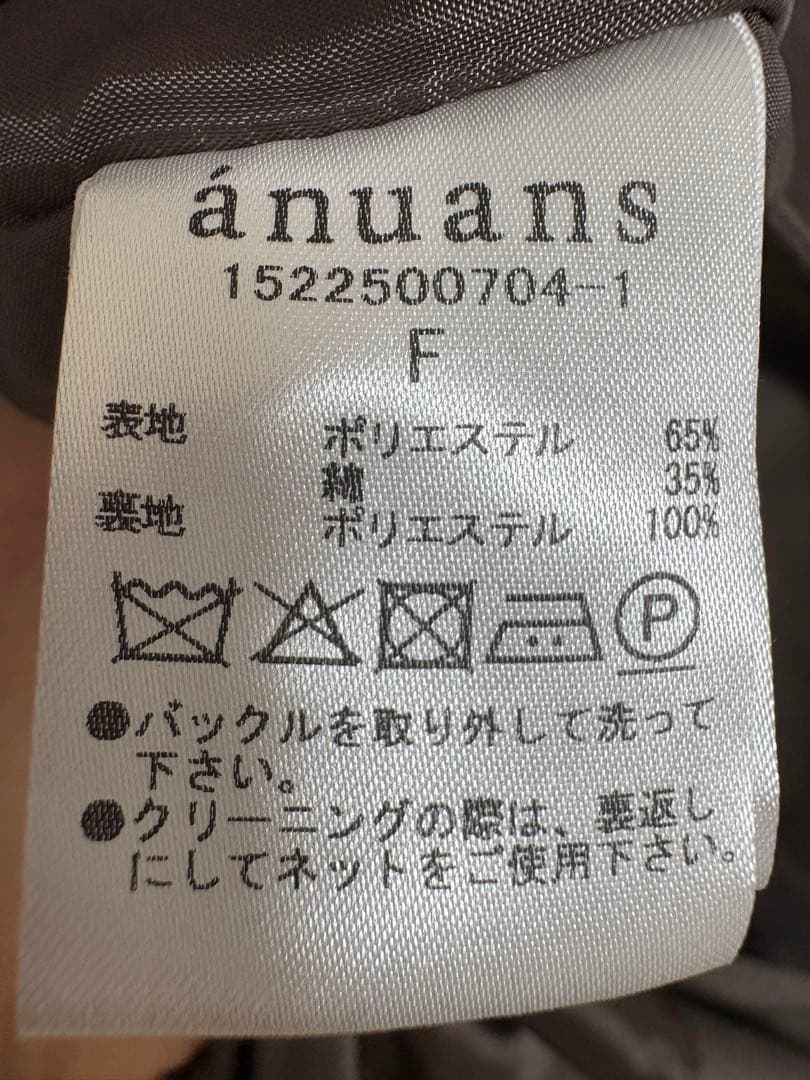 ánuans
1522500704-1
F
表地 ポリエステル 65%
綿 35%
裏地 ポリエステル 100%
P
●バックルを取り外して洗って
下さい。
●クリーニングの際は、裏返し
にしてネットをご使用下さい。